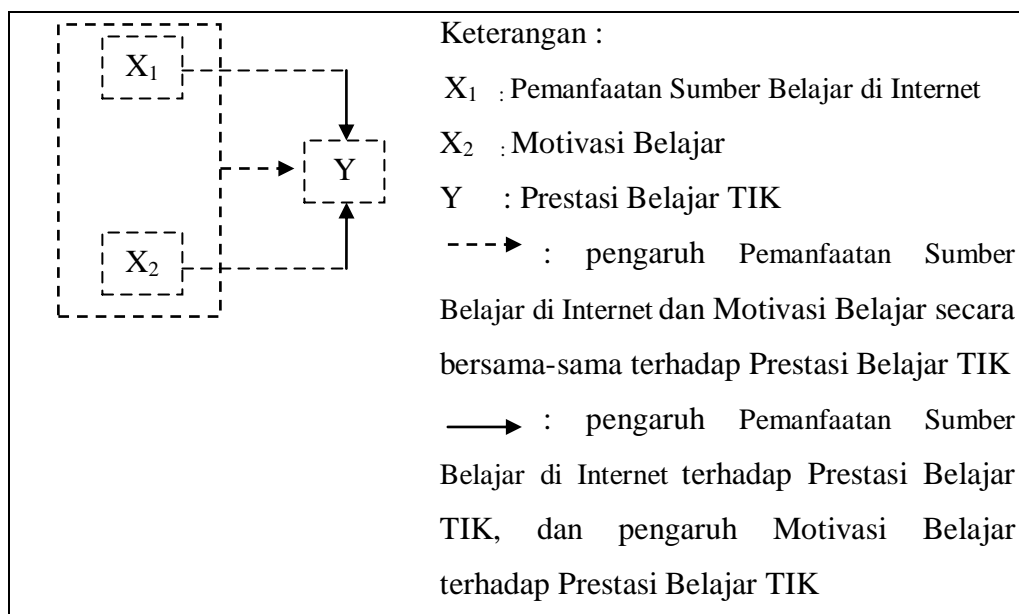 X₁
Y
X₂
Keterangan :
X₁ : Pemanfaatan Sumber Belajar di Internet
X₂ : Motivasi Belajar
Y : Prestasi Belajar TIK
: pengaruh Pemanfaatan Sumber
Belajar di Internet dan Motivasi Belajar secara
bersama-sama terhadap Prestasi Belajar TIK
: pengaruh Pemanfaatan Sumber
Belajar di Internet terhadap Prestasi Belajar
TIK, dan pengaruh Motivasi Belajar
terhadap Prestasi Belajar TIK